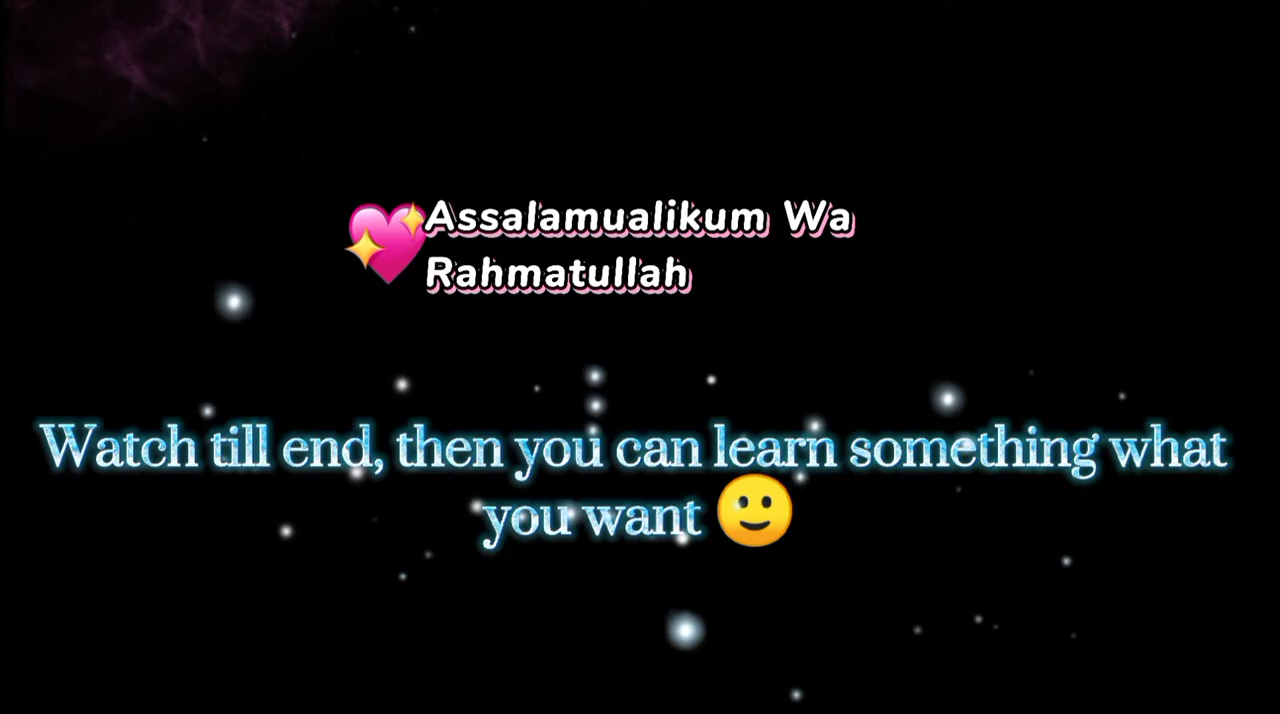 💖Assalamualikum Wa
Rahmatullah
Watch till end, then you can learn something what
you want 🙂